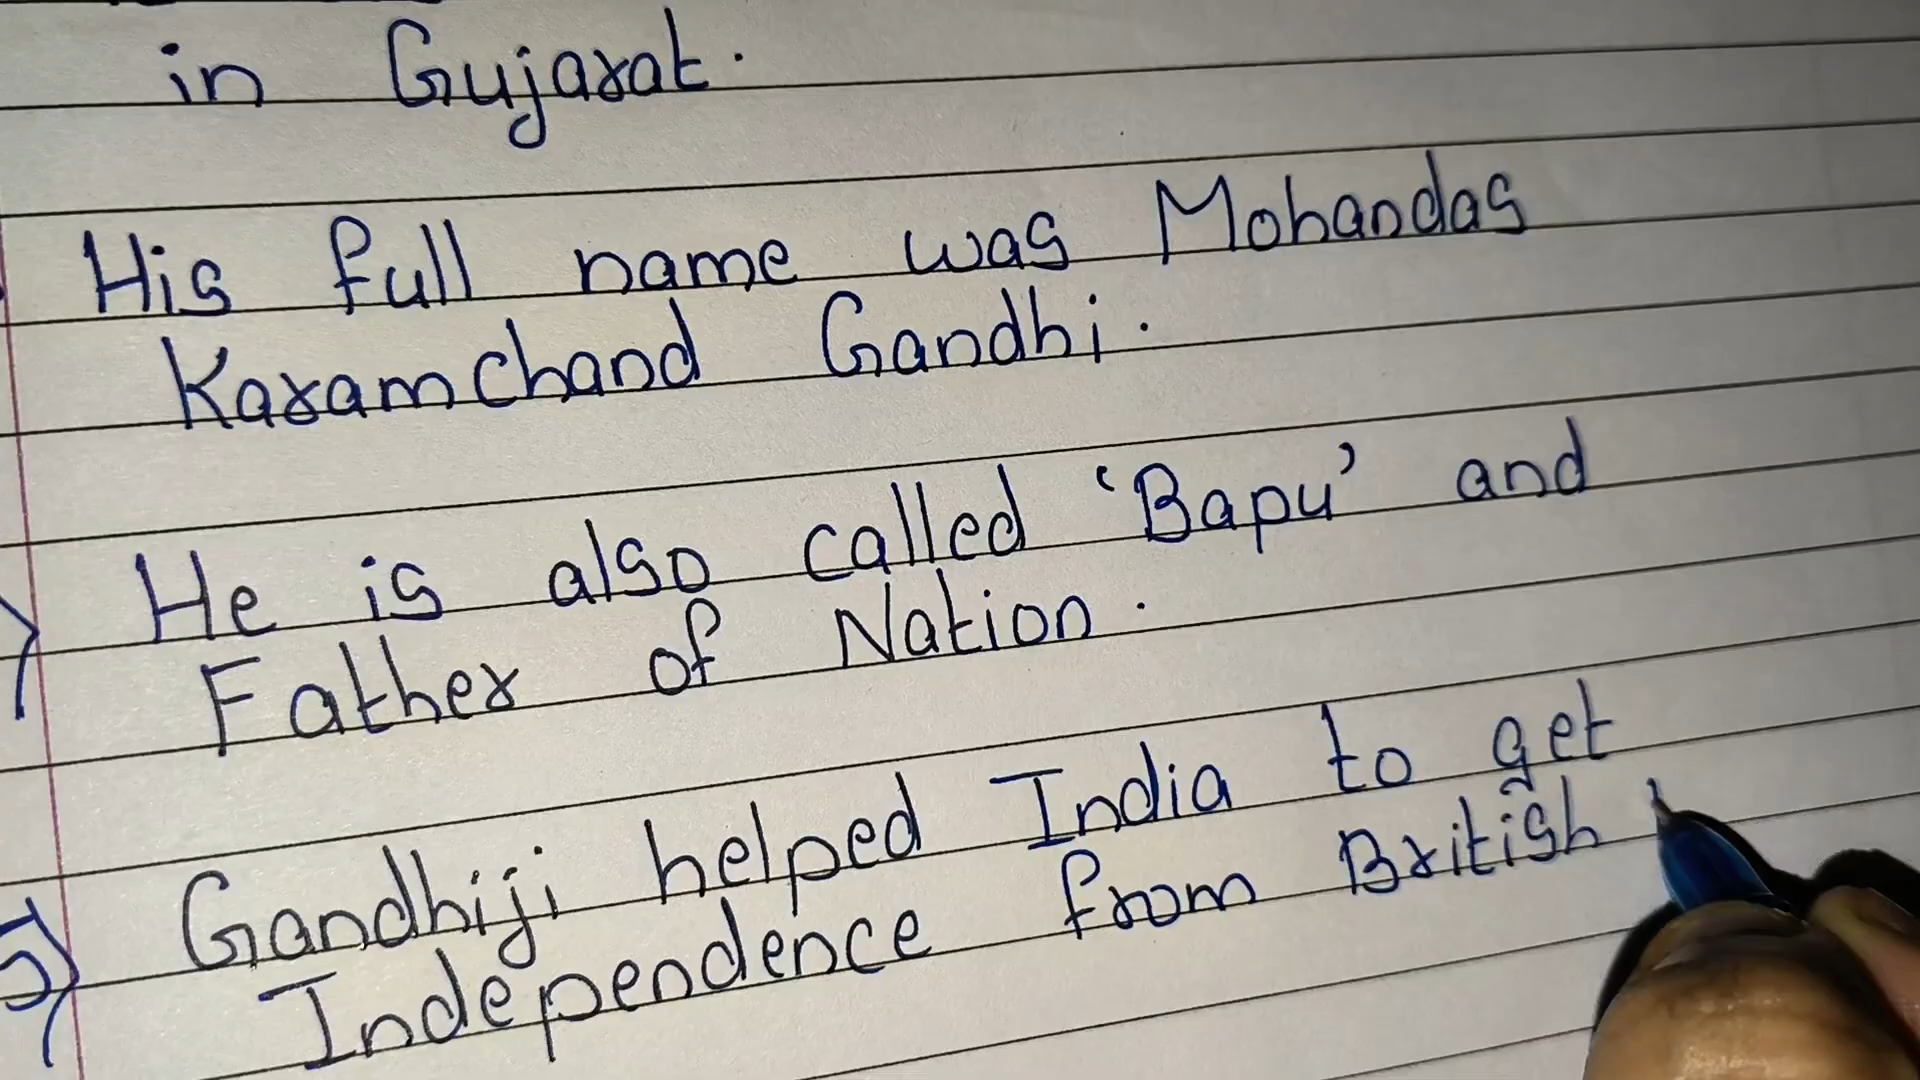 in Gujarat.
His full name was Mohandas
Karamchand Gandhi.
He is also called ‘Bapu’ and
Father of Nation.
5) Gandhiji helped India to get
Independence from British